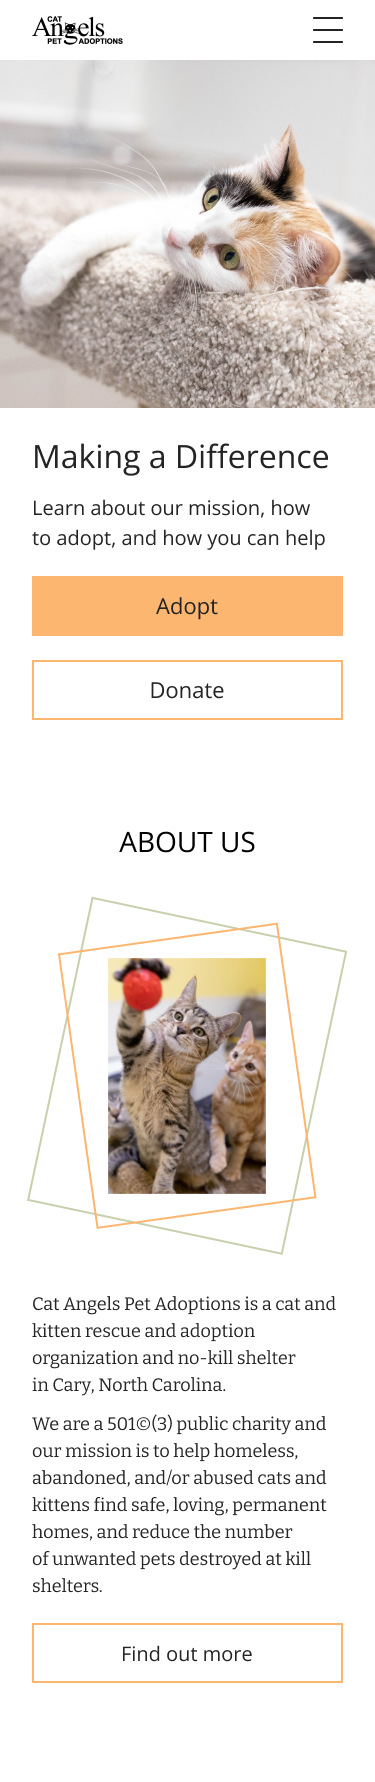 CAT
Angels
PET ADOPTIONS
Making a Difference
Learn about our mission, how
to adopt, and how you can help
Adopt
Donate
ABOUT US
Cat Angels Pet Adoptions is a cat and
kitten rescue and adoption
organization and no-kill shelter
in Cary, North Carolina.
We are a 501©(3) public charity and
our mission is to help homeless,
abandoned, and/or abused cats and
kittens find safe, loving, permanent
homes, and reduce the number
of unwanted pets destroyed at kill
shelters.
Find out more